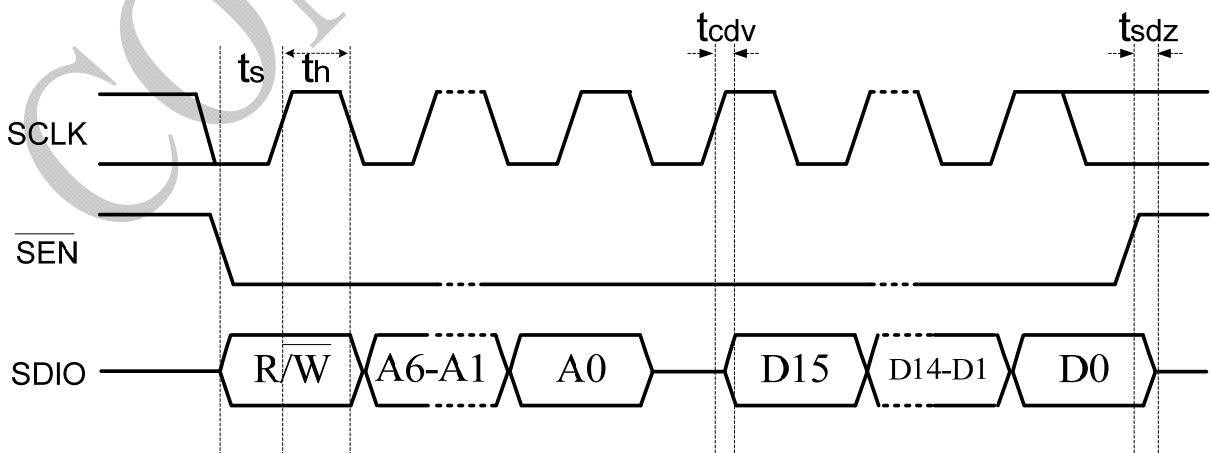 tcdv
tsdz
ts
th
SCLK
SEN
SDIO
R/W
A6-A1
A0
D15
D14-D1
D0